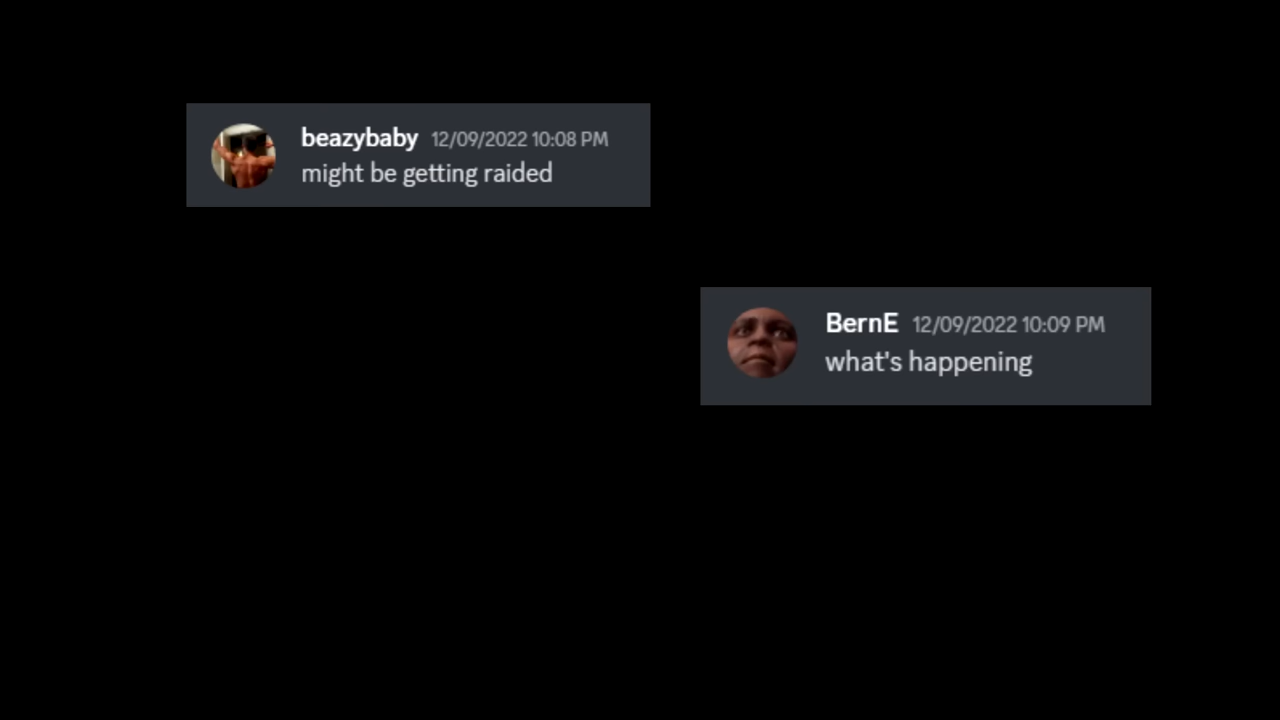 beazybaby 12/09/2022 10:08 PM
might be getting raided
BernE 12/09/2022 10:09 PM
what's happening